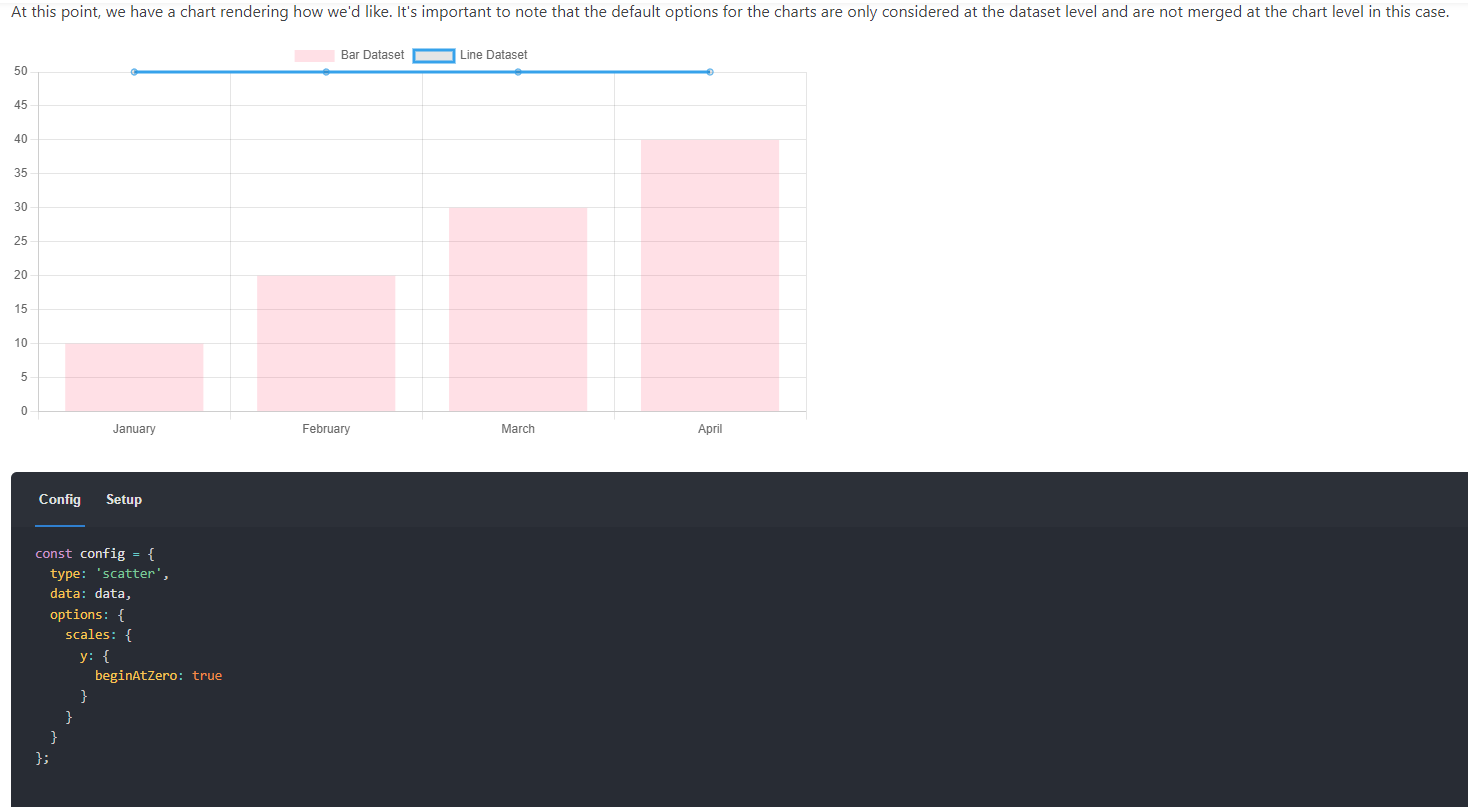 At this point, we have a chart rendering how we'd like. It's important to note that the default options for the charts are only considered at the dataset level and are not merged at the chart level in this case.
Bar Dataset Line Dataset
50
45
40
35
30
25
20
15
10
5
0
January February March April
Config Setup
const config = {
  type: 'scatter',
  data: data,
  options: {
    scales: {
      y: {
        beginAtZero: true
      }
    }
  }
};